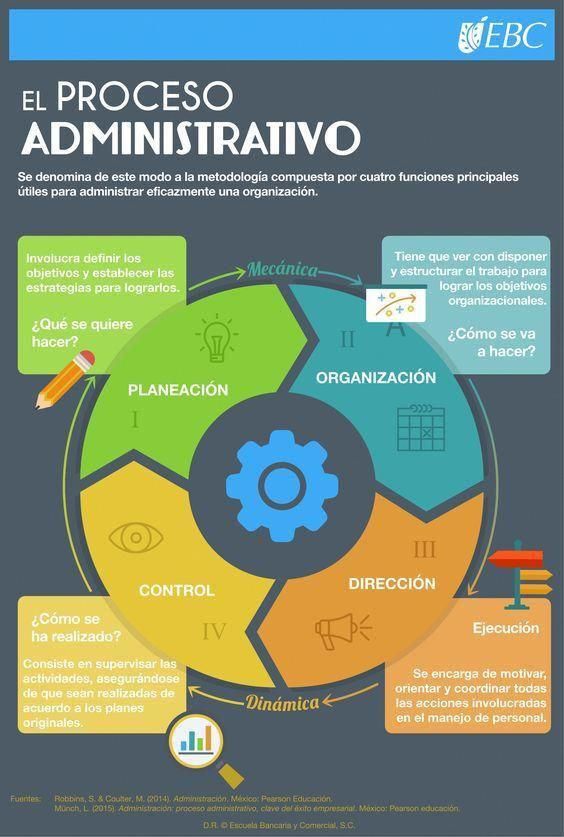 EBC
EL PROCESO
ADMINISTRATIVO
Se denomina de este modo a la metodología compuesta por cuatro funciones principales
útiles para administrar eficazmente una organización.
Involucra definir los
objetivos y establecer las
estrategias para lograrlos.
¿Qué se quiere
hacer?
Mecánica
Tiene que ver con disponer
y estructurar el trabajo para
lograr los objetivos
organizacionales.
¿Cómo se va
a hacer?
PLANEACIÓN
I
II
A
ORGANIZACIÓN
III
DIRECCIÓN
CONTROL
IV
¿Cómo se
ha realizado?
Consiste en supervisar las
actividades, asegurándose
de que sean realizadas de
acuerdo a los planes
originales.
Ejecución
Se encarga de motivar,
orientar y coordinar todas
las acciones involucradas
en el manejo de personal.
Dinámica
Fuentes: Robbins, S. & Coulter, M. (2014). Administración. México: Pearson Educación.
Münch, L. (2015). Administración: proceso administrativo, clave del éxito empresarial. México: Pearson educación.
D.R. © Escuela Bancaria y Comercial, S.C.